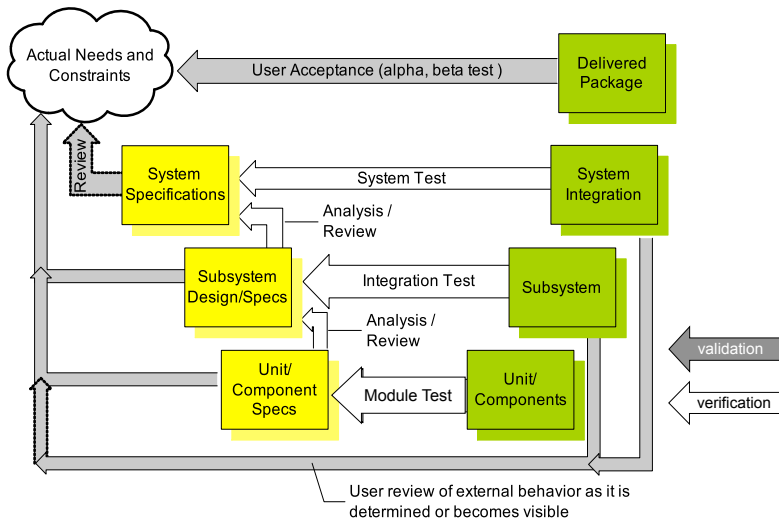 Actual Needs and
Constraints
User Acceptance (alpha, beta test )
Delivered
Package
Review
System
Specifications
System Test
System
Integration
Analysis /
Review
Subsystem
Design/Specs
Integration Test
Subsystem
Analysis /
Review
Unit/
Component
Specs
Module Test
Unit/
Components
validation
verification
User review of external behavior as it is
determined or becomes visible